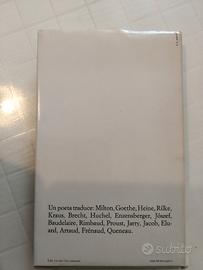 Un poeta traduce: Milton, Goethe, Heine, Rilke,
Kraus, Brecht, Huchel, Enzensberger, József,
Baudelaire, Rimbaud, Proust, Jarry, Jacob, Elu-
ard, Artaud, Frénaud, Queneau.
subito